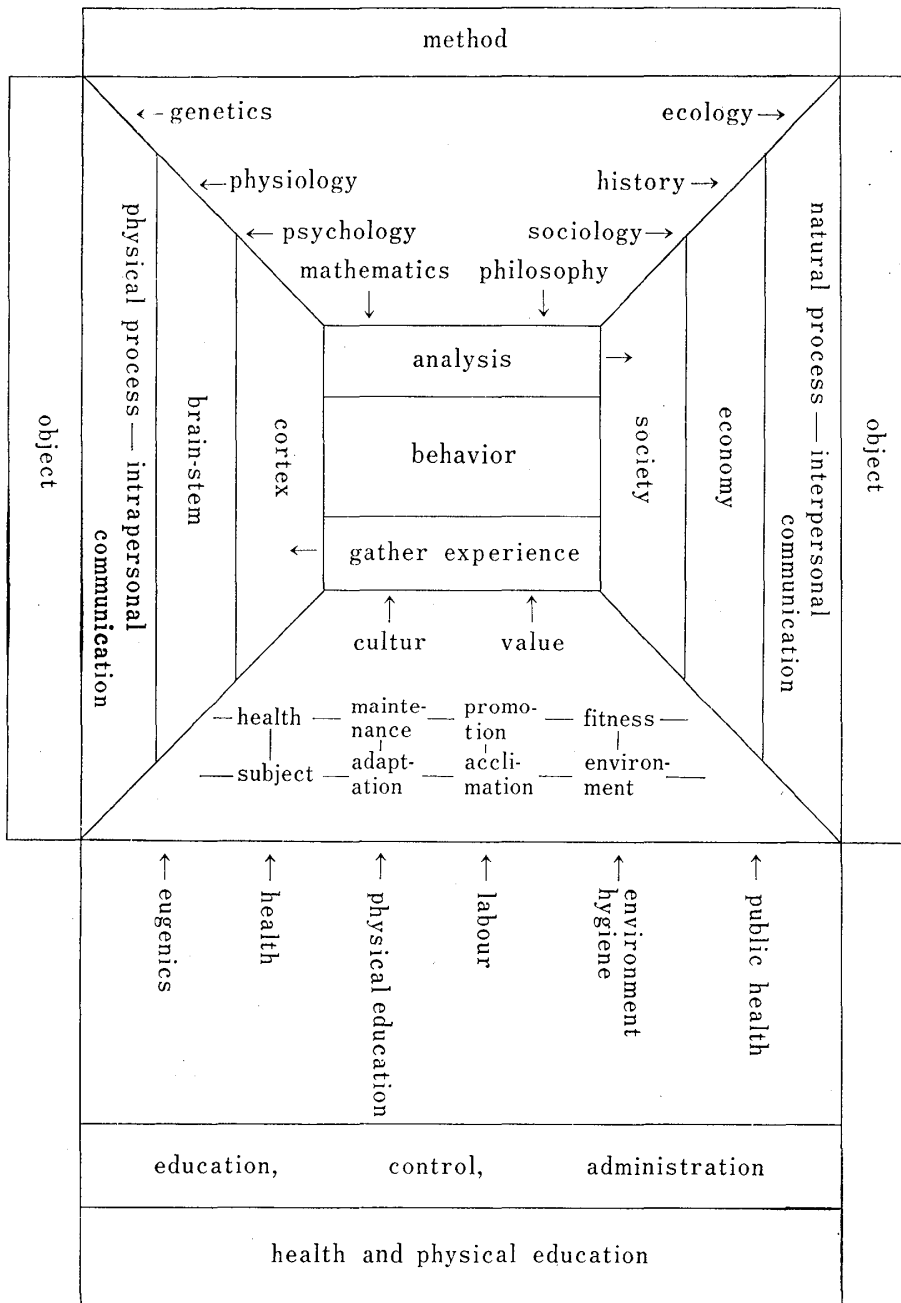 method
← genetics
ecology →
← physiology
history →
← psychology
sociology →
mathematics
philosophy
↓
↓
analysis
→
behavior
gather experience
←
object
physical process — intrapersonal
communication
brain-stem
cortex
society
economy
natural process — interpersonal
communication
object
↑
↑
cultur
value
— health — mainte- — promo- — fitness —
nance
tion
— subject — adapt- — accli- — environ- —
ation
mation
ment
← eugenics
← health
← physical education
← labour
← environment
hygiene
← public health
education, control, administration
health and physical education